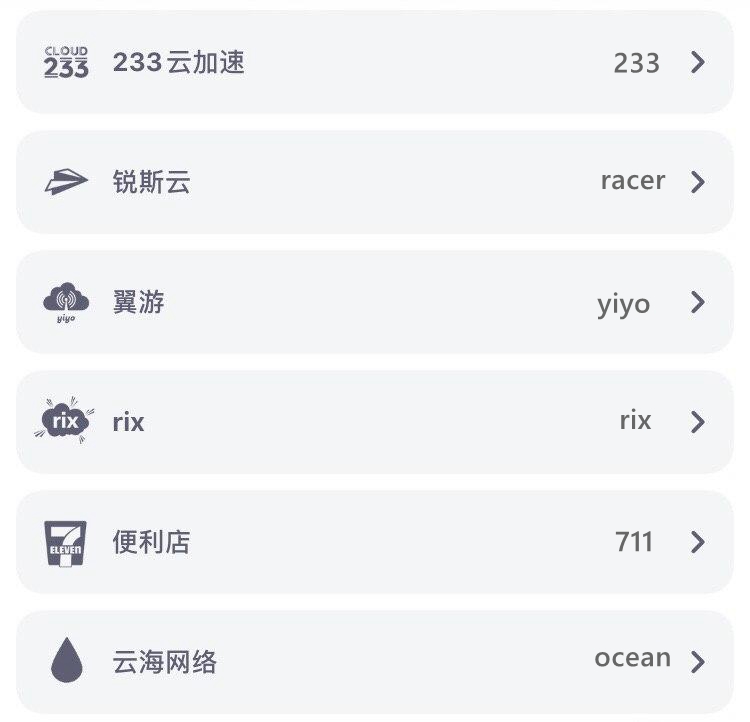 CLOUD
233
233云加速
233
锐斯云
racer
yiyo
翼游
yiyo
rix
rix
rix
7
ELEVEn
便利店
711
云海网络
ocean